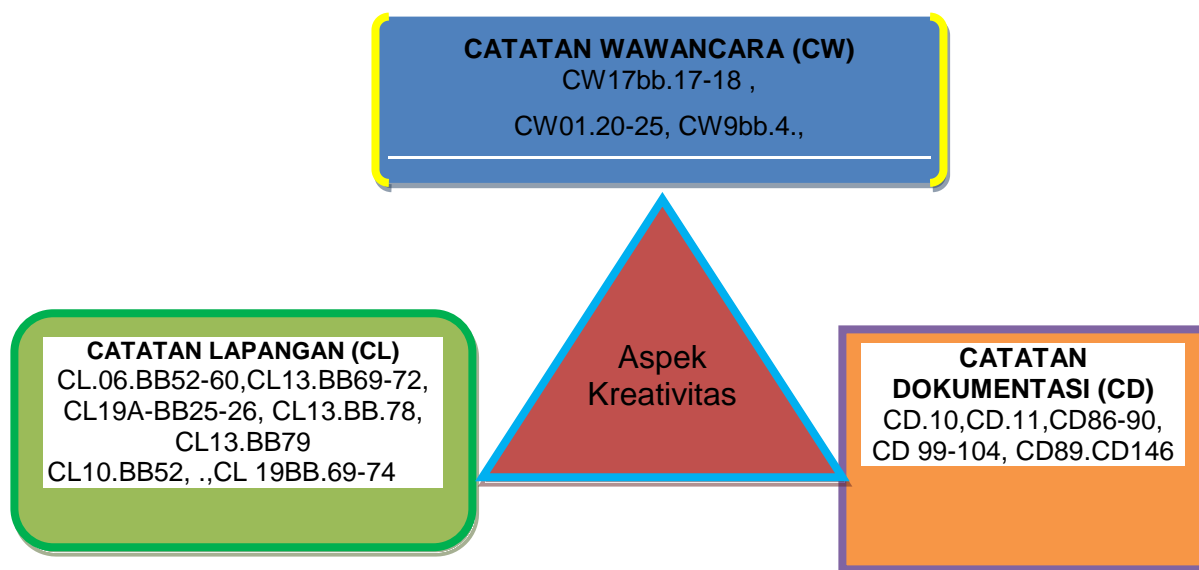 CATATAN WAWANCARA (CW)
CW17bb.17-18 ,
CW01.20-25, CW9bb.4.,
Aspek
Kreativitas
CATATAN LAPANGAN (CL)
CL.06.BB52-60,CL13.BB69-72,
CL19A-BB25-26, CL13.BB.78,
CL13.BB79
CL10.BB52, .,CL 19BB.69-74
CATATAN
DOKUMENTASI (CD)
CD.10,CD.11,CD86-90,
CD 99-104, CD89.CD146